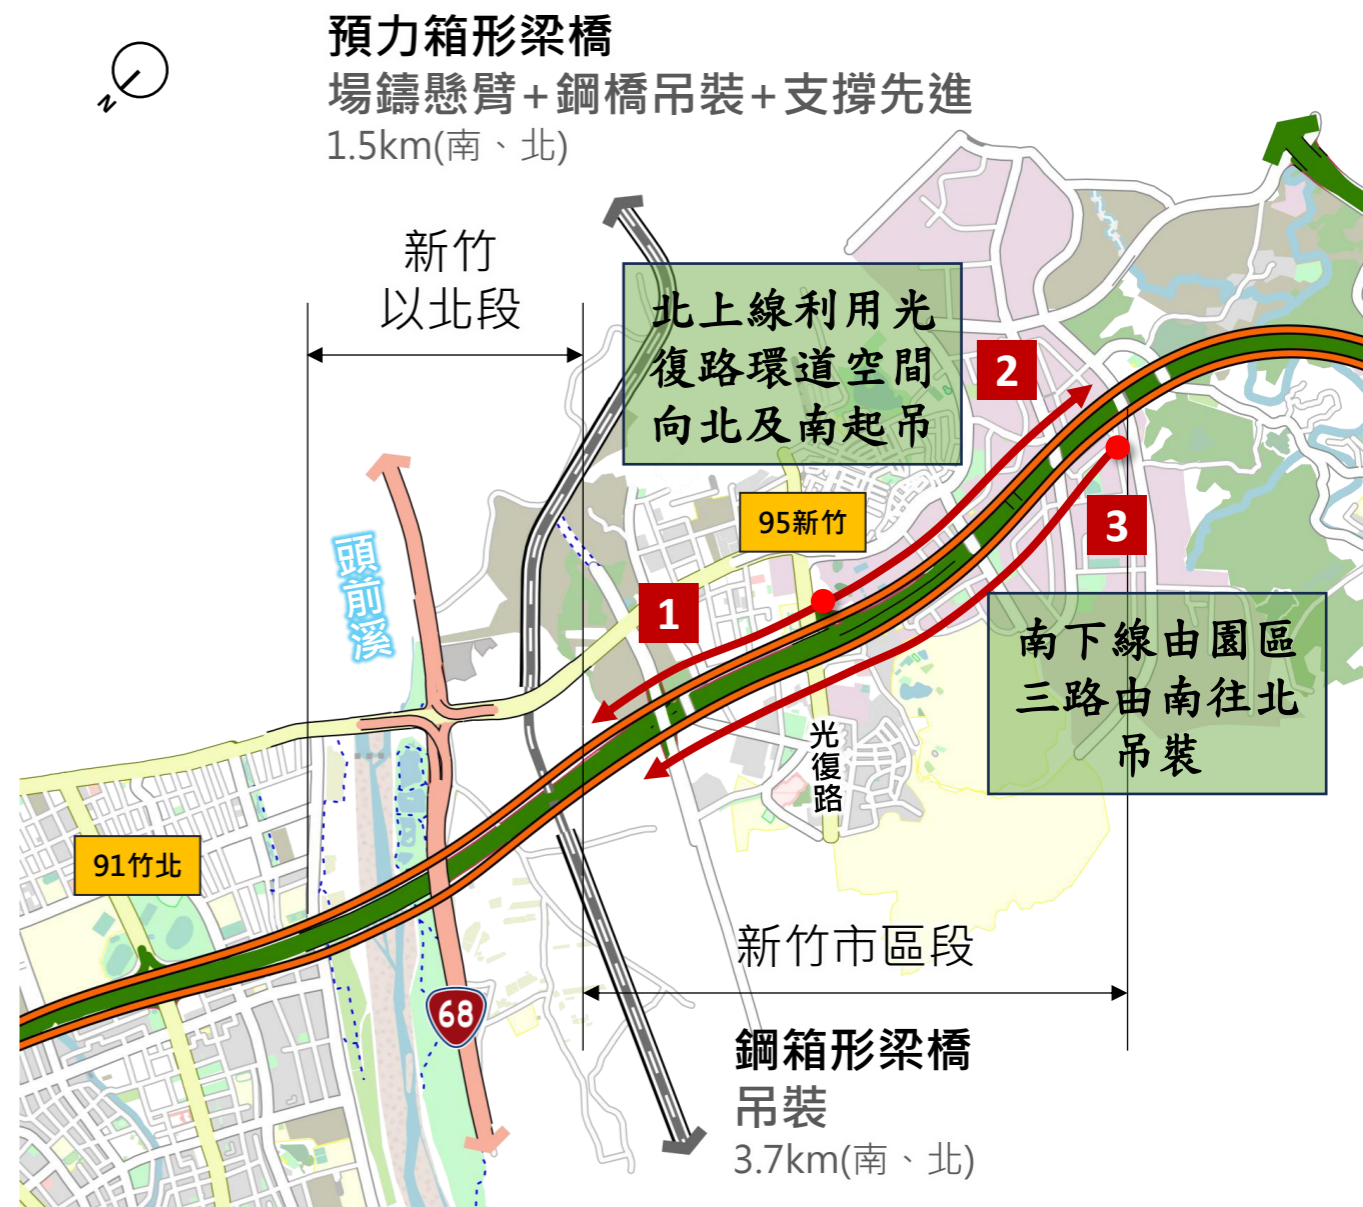 預力箱形梁橋
場鑄懸臂+鋼橋吊裝+支撐先進
1.5km(南、北)
N
新竹
以北段
北上線利用光
復路環道空間
向北及南起吊
2
95新竹
3
頭前溪
1
南下線由園區
三路由南往北
吊裝
光復路
91竹北
新竹市區段
68
鋼箱形梁橋
吊裝
3.7km(南、北)